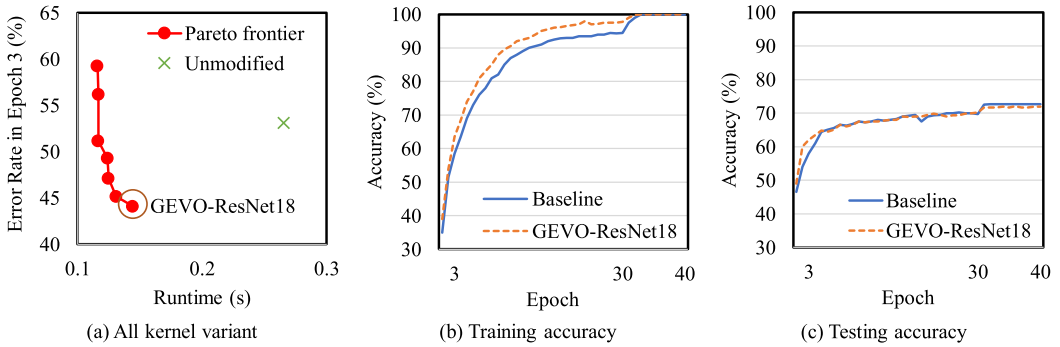 Error Rate in Epoch 3 (%)
65
60
55
50
45
40
Pareto frontier
Unmodified
GEVO-ResNet18
0.1
0.2
0.3
Runtime (s)
(a) All kernel variant
Accuracy (%)
100
90
80
70
60
50
40
30
Baseline
GEVO-ResNet18
3
30
40
Epoch
(b) Training accuracy
Accuracy (%)
100
90
80
70
60
50
40
30
Baseline
GEVO-ResNet18
3
30
40
Epoch
(c) Testing accuracy